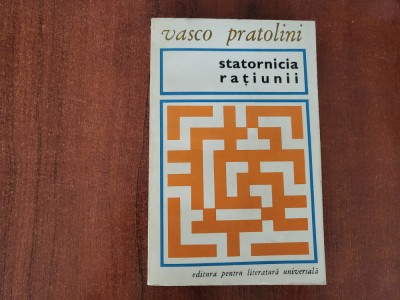 vasco pratolini
statornicia
rațiunii
editura pentru literatură universală